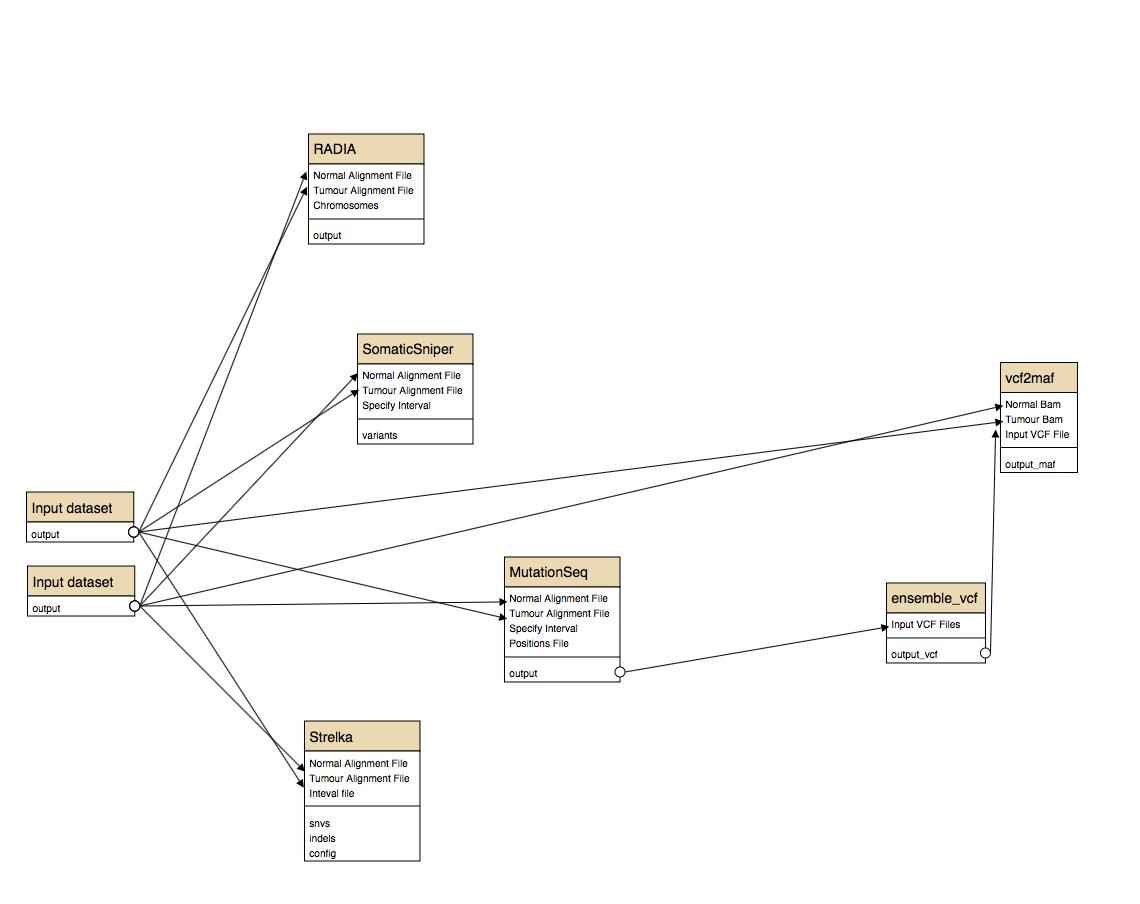 RADIA
Normal Alignment File
Tumour Alignment File
Chromosomes
output
SomaticSniper
Normal Alignment File
Tumour Alignment File
Specify Interval
variants
vcf2maf
Normal Bam
Tumour Bam
Input VCF File
output_maf
Input dataset
output
Input dataset
output
MutationSeq
Normal Alignment File
Tumour Alignment File
Specify Interval
Positions File
output
ensemble_vcf
Input VCF Files
output_vcf
Strelka
Normal Alignment File
Tumour Alignment File
Inteval file
snvs
indels
config